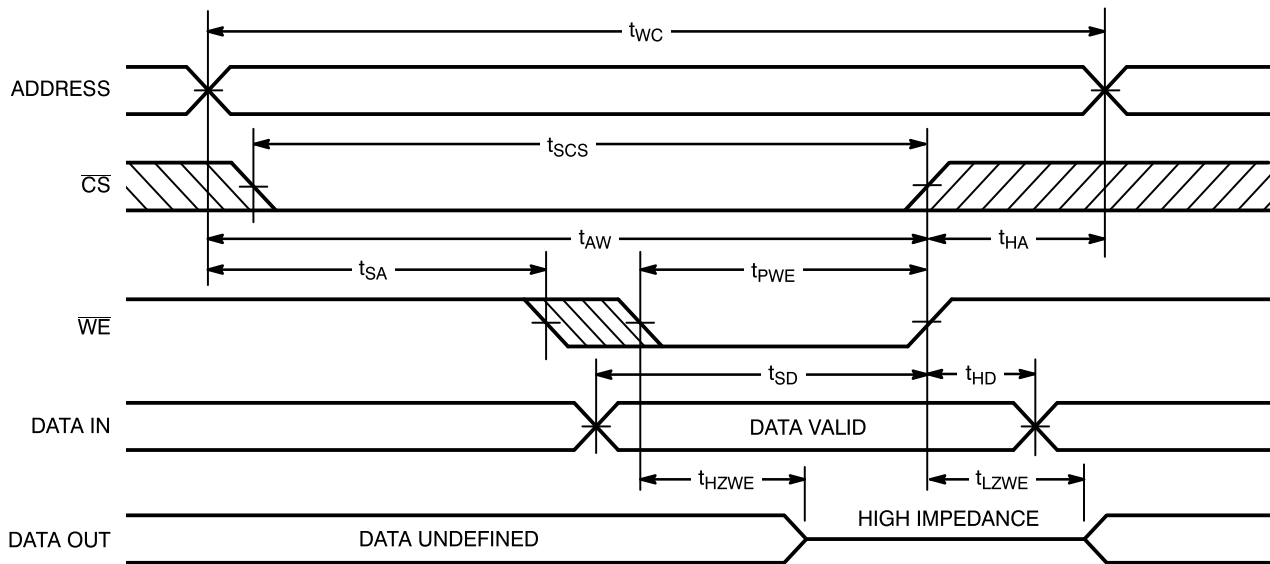 tWC
ADDRESS
tSCS
CS
tAW
tHA
tSA
tPWE
WE
tSD
tHD
DATA IN
DATA VALID
tHZWE
tLZWE
HIGH IMPEDANCE
DATA OUT
DATA UNDEFINED